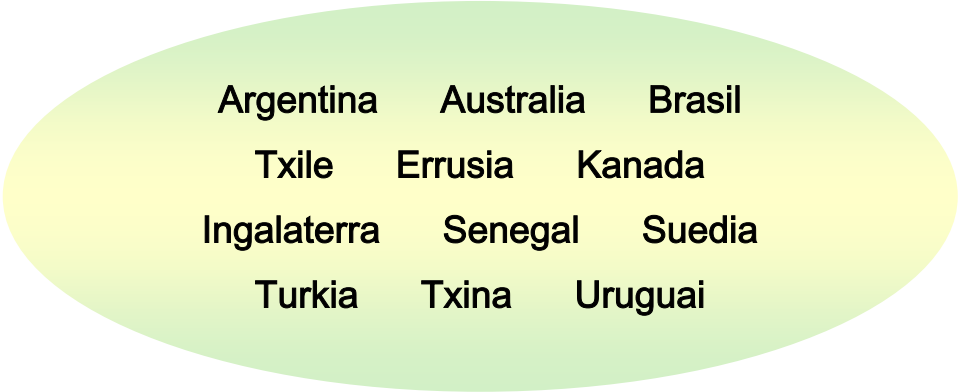 Argentina Australia Brasil
Txile Errusia Kanada
Ingalaterra Senegal Suedia
Turkia Txina Uruguai